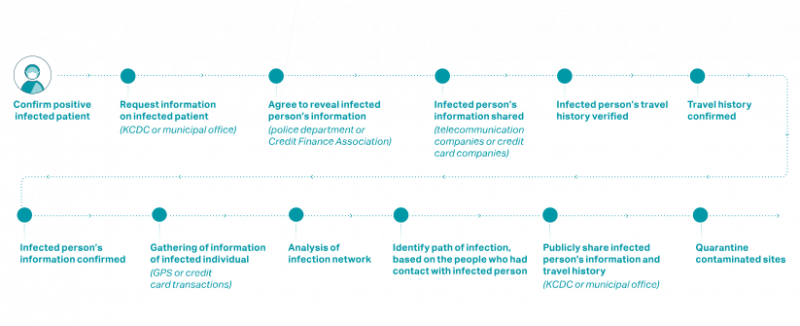 Confirm positive
infected patient
Request information
on infected patient
(KCDC or municipal office)
Agree to reveal infected
person's information
(police department or
Credit Finance Association)
Infected person's
information shared
(telecommunication
companies or credit
card companies)
Infected person's travel
history verified
Travel history
confirmed
Infected person's
information confirmed
Gathering of information
of infected individual
(GPS or credit
card transactions)
Analysis of
infection network
Identify path of infection,
based on the people who had
contact with infected person
Publicly share infected
person's information and
travel history
(KCDC or municipal office)
Quarantine
contaminated sites